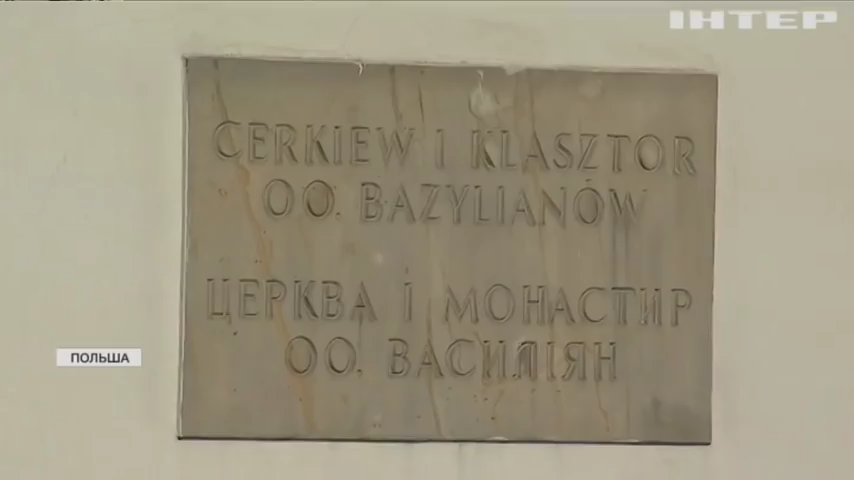 ІНТЕР
CERKIEW I KLASZTOR
OO. BAZYLIANÓW
ЦЕРКВА І МОНАСТИР
ОО. ВАСИЛІЯН
ПОЛЬША